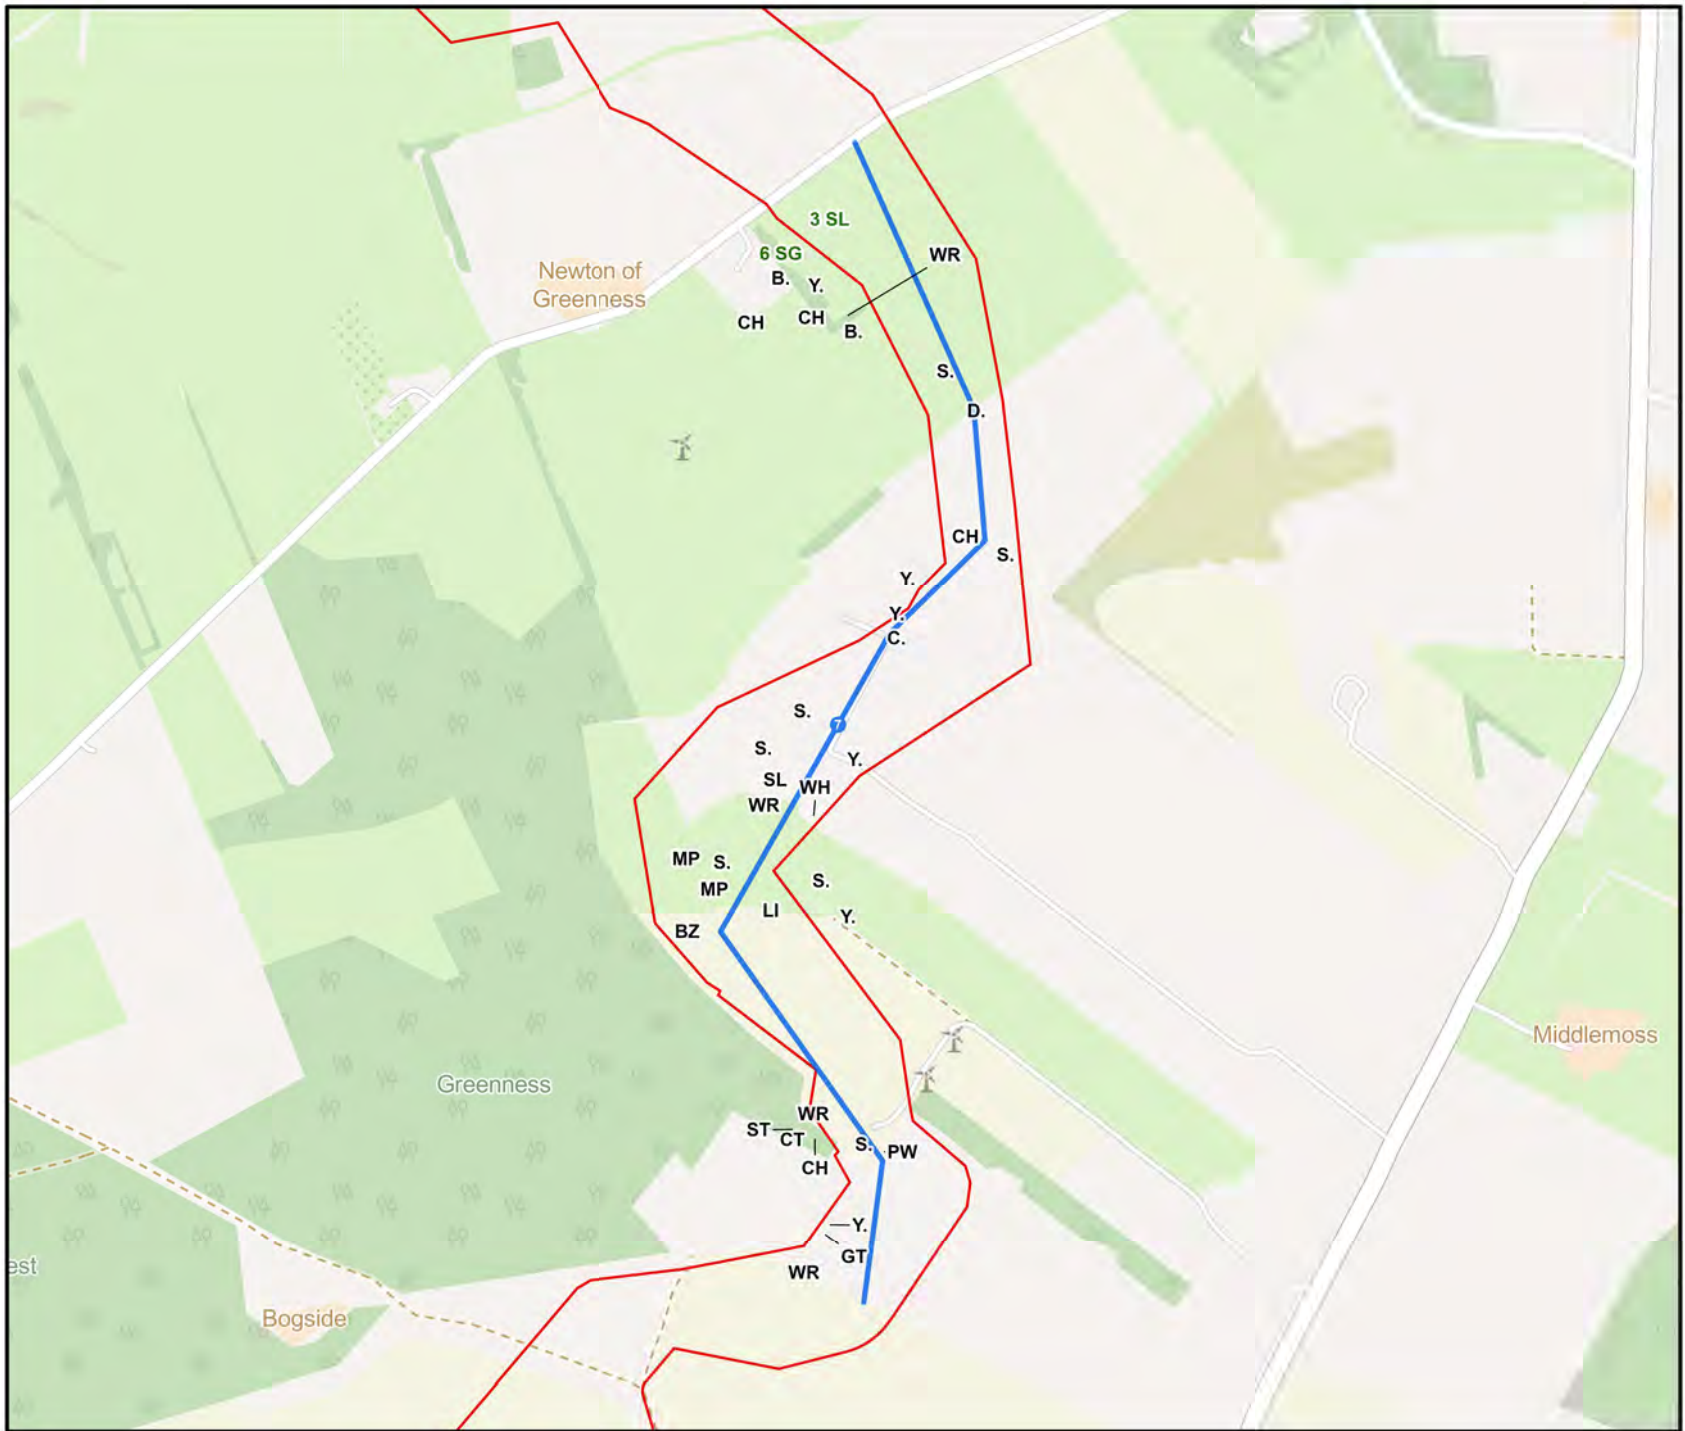 3 SL
6 SG
WR
Newton of
Greenness
B.
Y.
CH
CH
B.
S.
D.
CH
S.
Y.
Y.
C.
S.
7
S.
Y.
SL
WH
WR
MP
S.
MP
S.
LI
Y.
BZ
Middlemoss
Greenness
WR
ST
CT
S.
PW
CH
Y.
GT
WR
est
Bogside